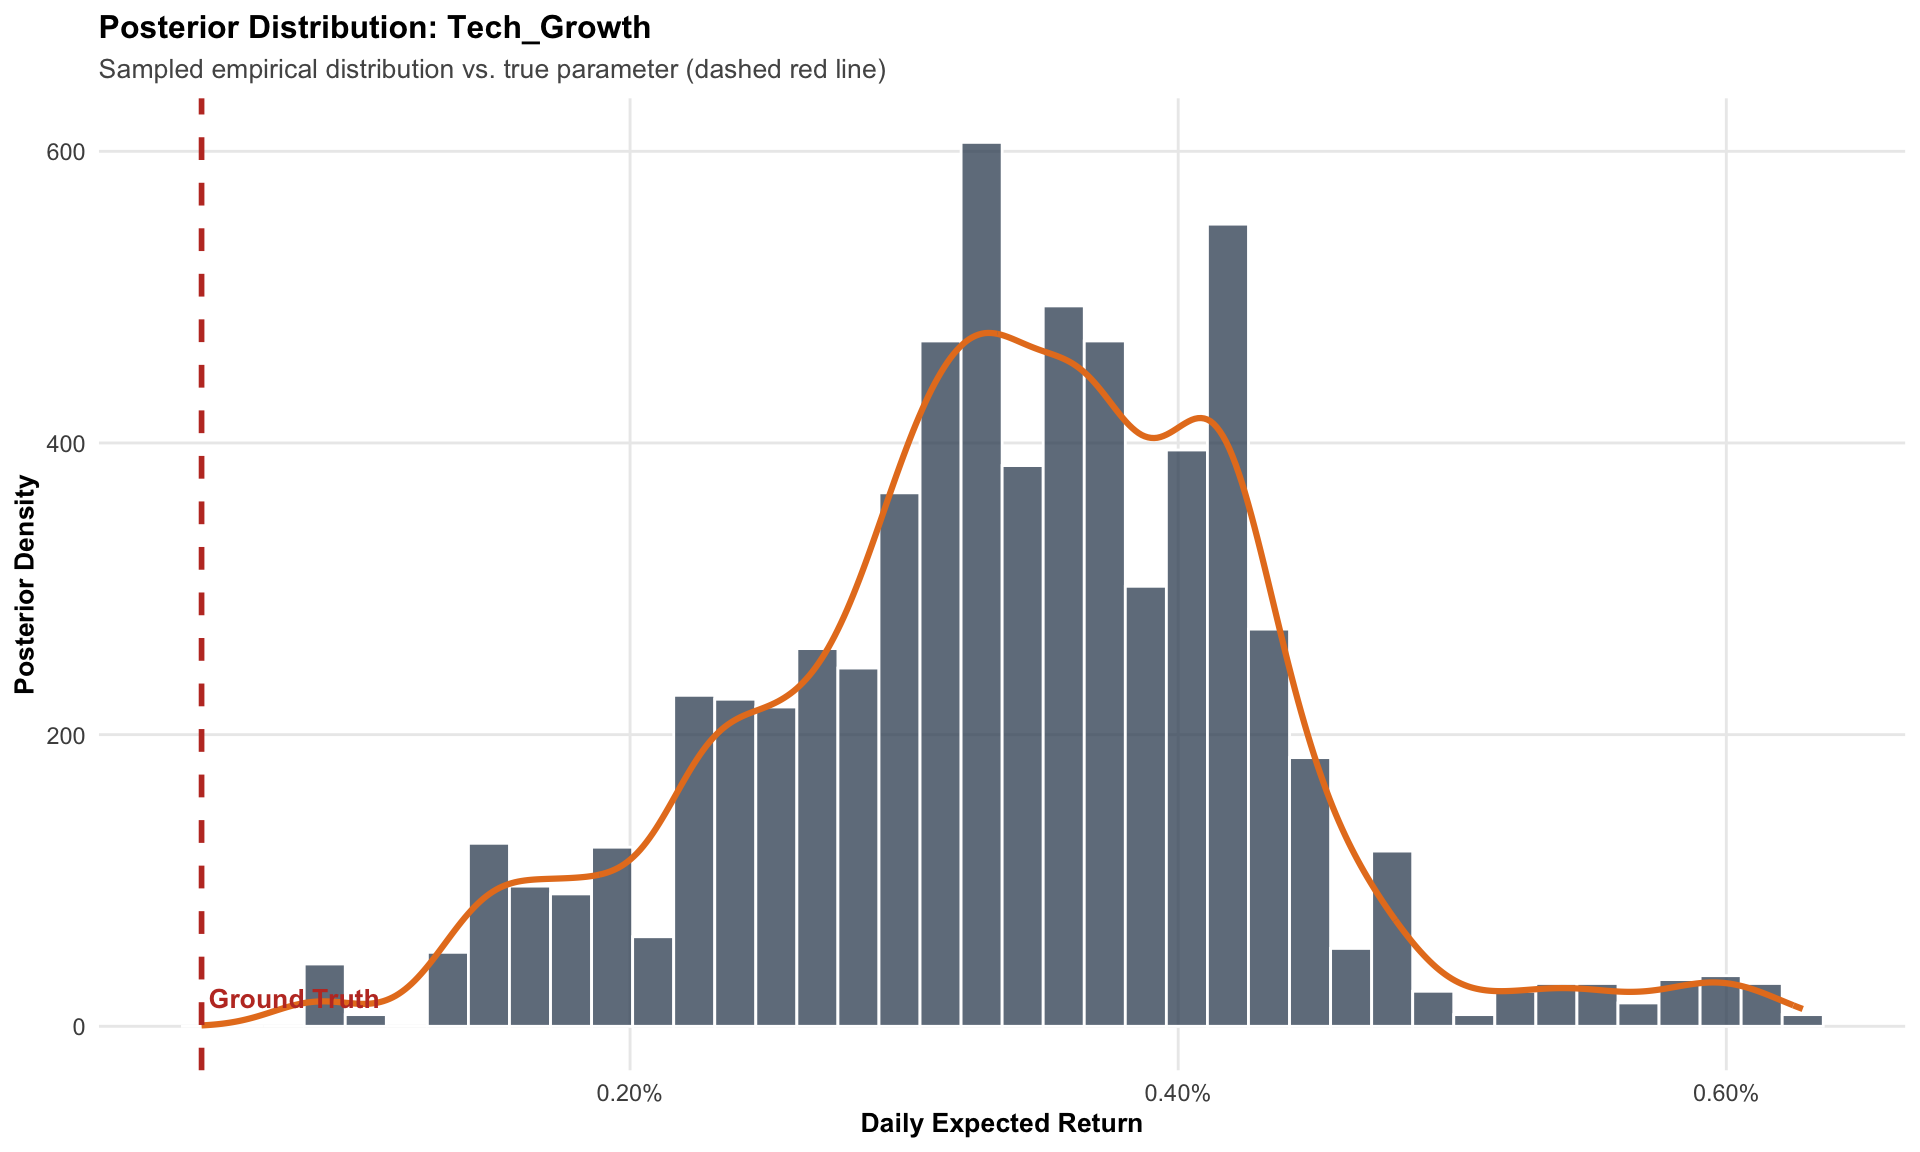 Posterior Distribution: Tech_Growth
Sampled empirical distribution vs. true parameter (dashed red line)
600
400
200
0
Posterior Density
Ground Truth
0.20%
0.40%
0.60%
Daily Expected Return